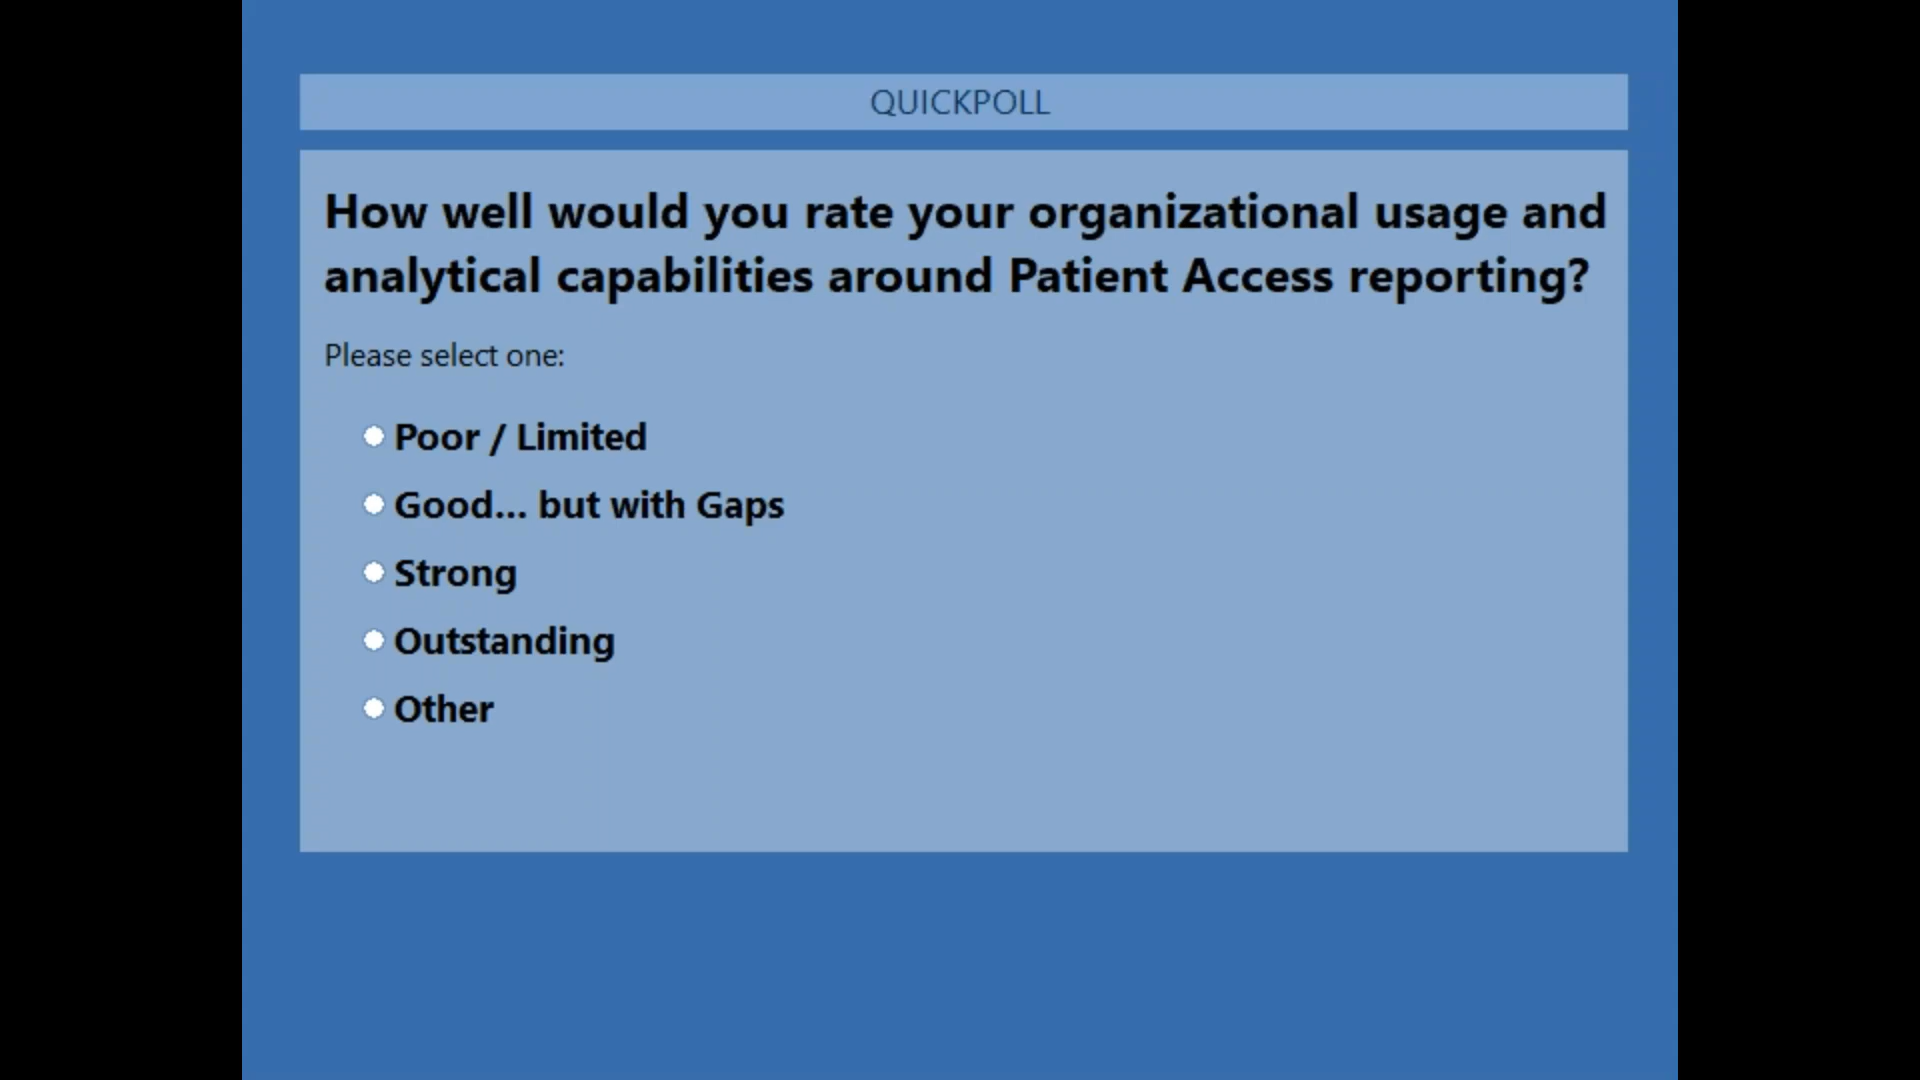 QUICKPOLL
How well would you rate your organizational usage and
analytical capabilities around Patient Access reporting?
Please select one:
Poor / Limited
Good... but with Gaps
Strong
Outstanding
Other